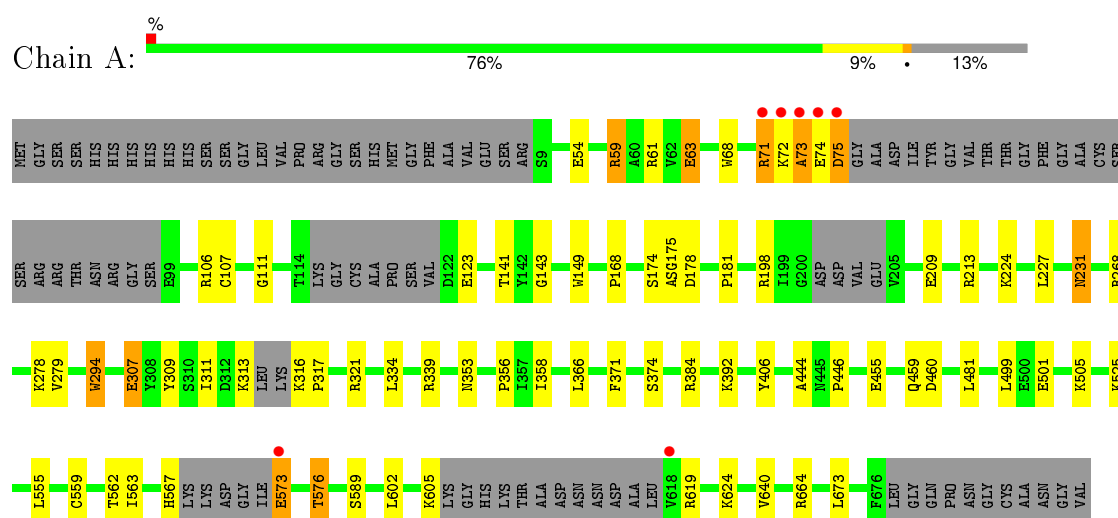 %
Chain A:
76% 9% • 13%
MET GLY SER SER HIS HIS HIS HIS HIS HIS SER SER GLY LEU VAL PRO ARG GLY SER HIS MET GLY PHE ALA VAL GLU SER ARG S9 E54 R59 A60 R61 V62 E63 W68 R71 K72 A73 E74 D75 GLY ALA ASP ILE TYR GLY VAL THR THR GLY PHE GLY ALA CYS SER
SER ARG ARG THR ASN ARG GLY SER E99 R106 C107 G111 T114 LYS GLY CYS ALA PRO SER VAL D122 E123 T141 Y142 G143 W149 P168 S174 ASG175 D178 P181 R198 I199 G200 ASP ASP VAL GLU V205 E209 R213 K224 L227 N231 R268
K278 V279 W294 E307 Y308 Y309 S310 I311 D312 K313 LEU LYS K316 P317 R321 L334 R339 N353 P356 I357 I358 L366 F371 S374 R384 K392 Y406 A444 N445 P446 E455 Q459 D460 L481 L499 E500 E501 K505 K525
L555 C559 T562 I563 H567 LYS LYS ASP GLY ILE E573 T576 S589 L602 K605 LYS GLY HIS LYS THR ALA ASP ASN ASN ASP ALA LEU V618 R619 K624 V640 R664 L673 F676 LEU GLY GLN PRO ASN GLY CYS ALA ASN GLY VAL